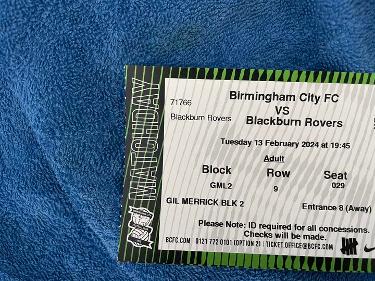 MATCHDAY
71766
Blackburn Rovers
Birmingham City FC
VS
Blackburn Rovers
Tuesday 13 February 2024 at 19:45
Adult
Block Row Seat
GML2 9 029
Entrance 8 (Away)
GIL MERRICK BLK 2
Please Note: ID required for all concessions.
Checks will be made.
BCFC.COM 0121 772 0101 (OPTION 2) | TICKET.OFFICE@BCFC.COM